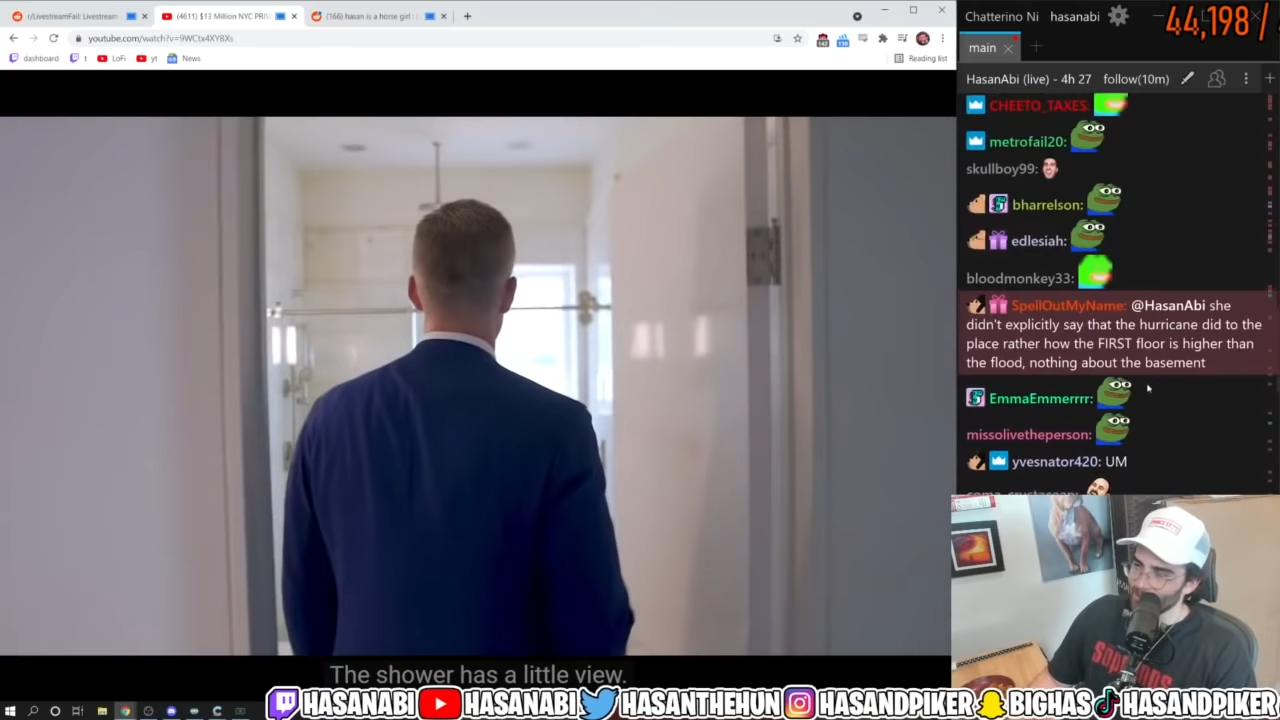 r/LivestreamFail: Livestream
(4611) $13 Million NYC PRIV
(166) hasan is a horse girl :
youtube.com/watch?v=9WCtx4XYBXs
dashboard
t
LoFi
yt
News
Reading list
Chatterino Ni
hasanabi
44,198 /
main
HasanAbi (live) - 4h 27
follow(10m)
CHEETO_TAXES:
metrofail20:
skullboy99:
bharrelson:
edlesiah:
bloodmonkey33:
SpellOutMyName: @HasanAbi she
didn't explicitly say that the hurricane did to the
place rather how the FIRST floor is higher than
the flood, nothing about the basement
EmmaEmmerrrr:
missolivetheperson:
yvesnator420: UM
The shower has a little view.
HASANABI
HASANABI
HASANTHEHUN
HASANDPIKER
BIGHAS
HASANDPIKER